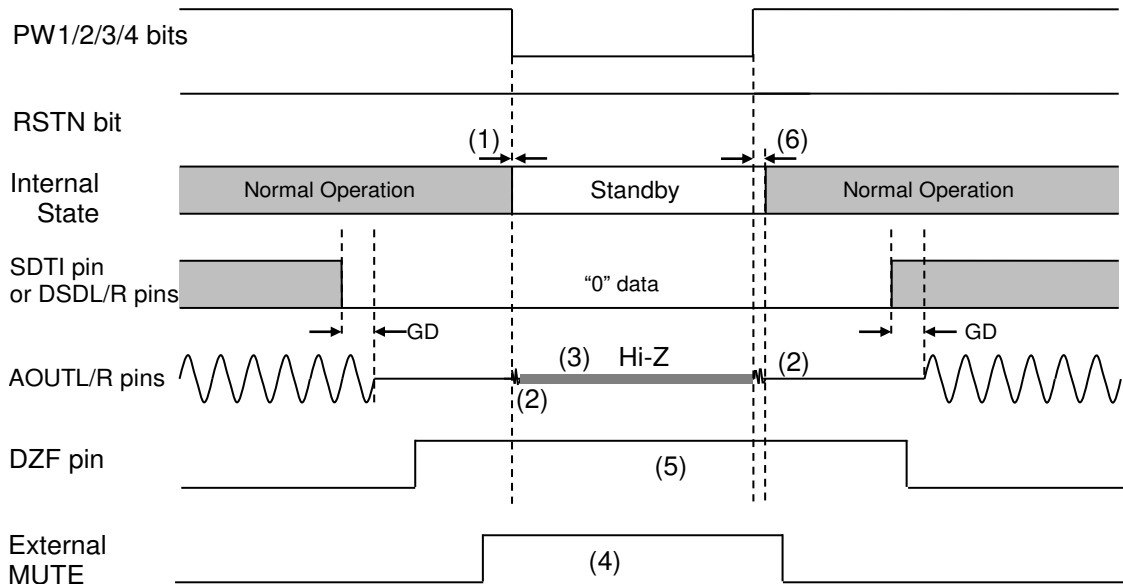 PW1/2/3/4 bits
RSTN bit
(1)
(6)
Internal
State
Normal Operation
Standby
Normal Operation
SDTI pin
or DSDL/R pins
“0” data
GD
GD
AOUTL/R pins
(3)
Hi-Z
(2)
(2)
DZF pin
(5)
External
MUTE
(4)